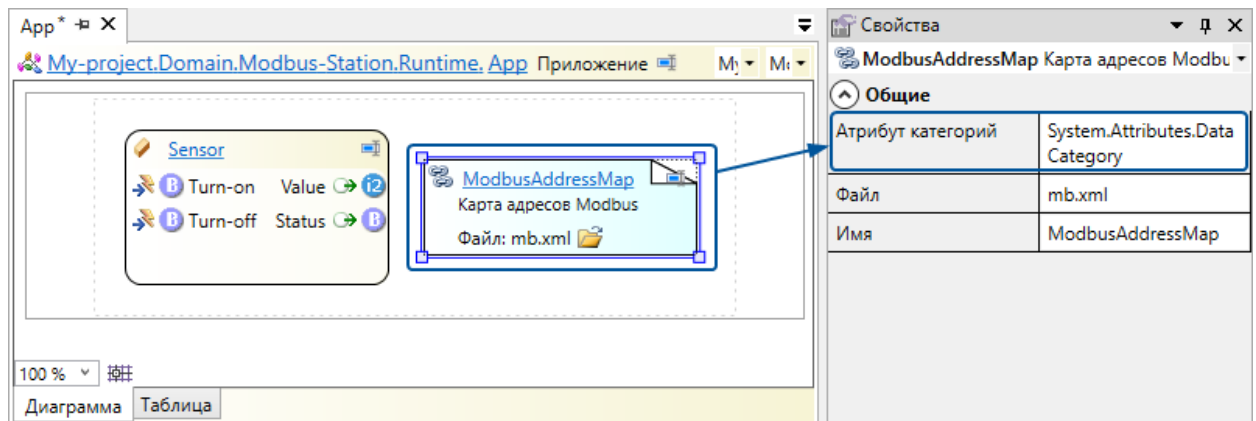 App*
My-project.Domain.Modbus-Station.Runtime. App Приложение
Sensor
B Turn-on Value i2
B Turn-off Status B
ModbusAddressMap
Карта адресов Modbus
Файл: mb.xml
100 %
Диаграмма Таблица
Свойства
ModbusAddressMap Карта адресов Modbu
Общие
Атрибут категорий System.Attributes.Data
Category
Файл mb.xml
Имя ModbusAddressMap